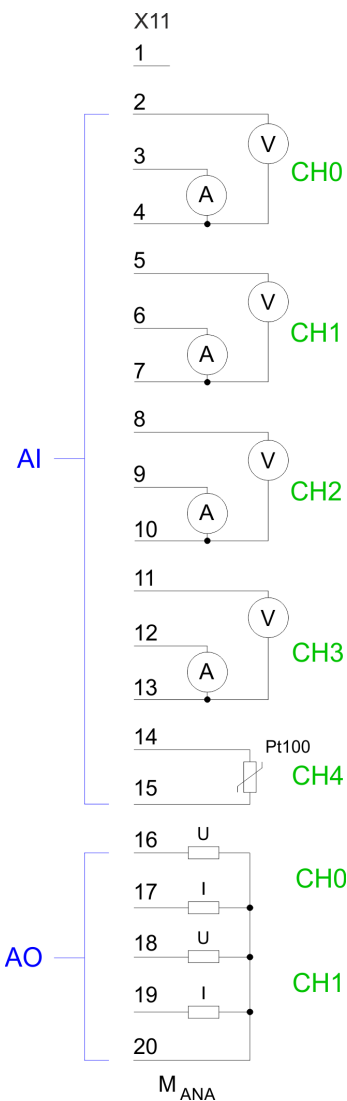 X11
1
2
V
3
CH0
A
4
5
V
6
CH1
A
7
8
V
AI
9
CH2
A
10
11
V
12
CH3
A
13
14
Pt100
CH4
15
16
U
CH0
17
I
18
U
AO
CH1
19
I
20
M ANA